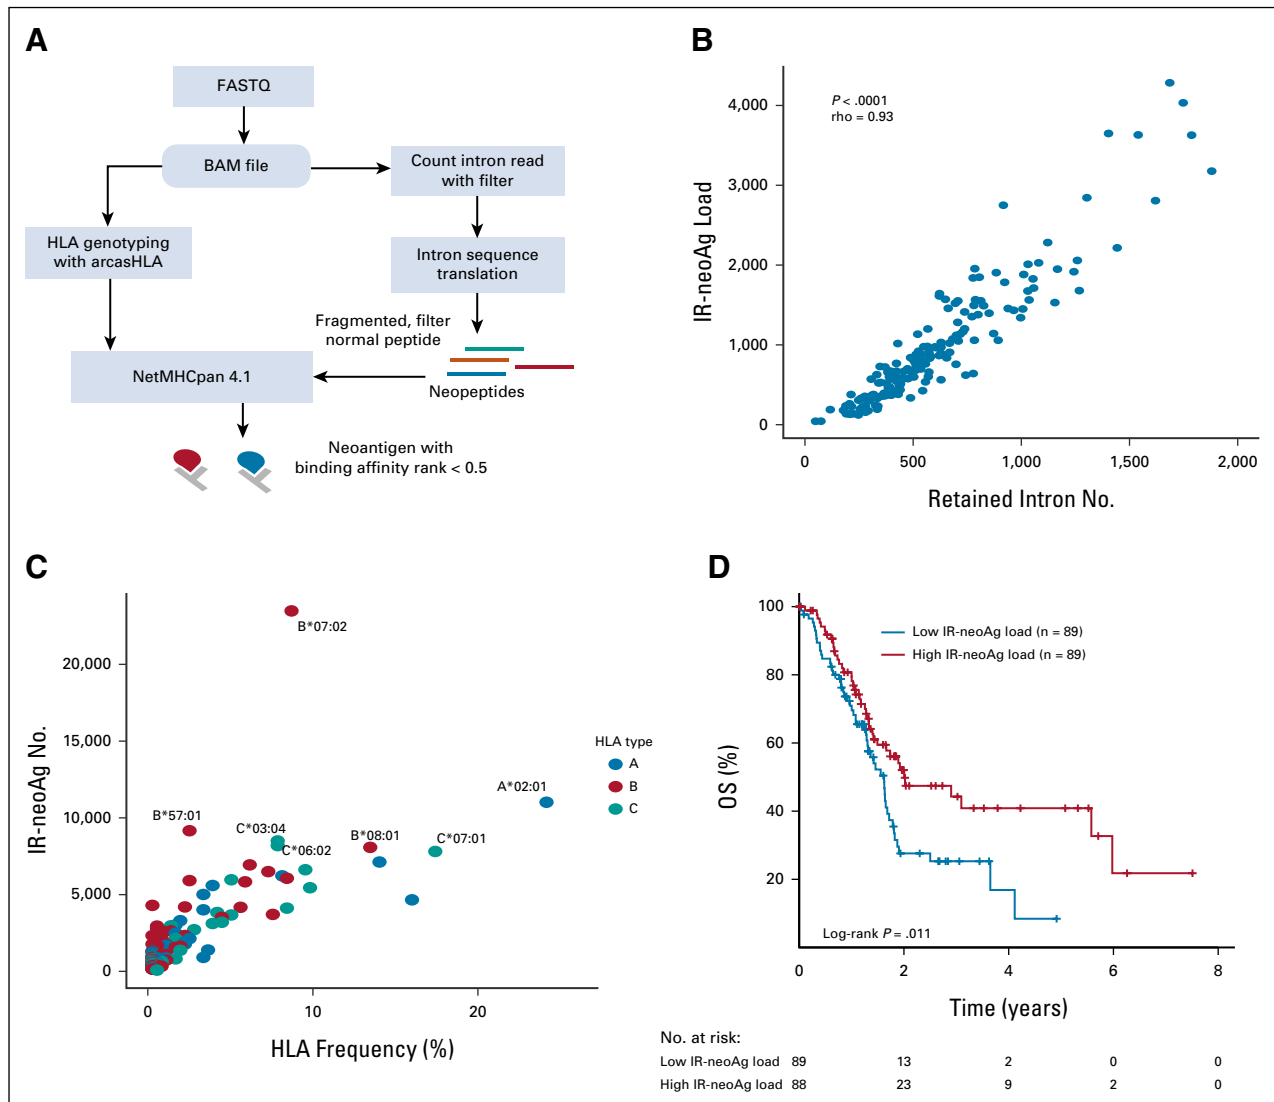 A
FASTQ
BAM file
Count intron read
with filter
HLA genotyping
with arcasHLA
Intron sequence
translation
Fragmented, filter
normal peptide
NetMHCpan 4.1
Neopeptides
Neoantigen with
binding affinity rank < 0.5
B
P < .0001
rho = 0.93
IR-neoAg Load
4,000
3,000
2,000
1,000
0
0 500 1,000 1,500 2,000
Retained Intron No.
C
IR-neoAg No.
20,000
15,000
10,000
5,000
0
B*07:02
A*02:01
B*57:01
C*03:04
C*06:02
B*08:01
C*07:01
HLA type
A
B
C
0 10 20
HLA Frequency (%)
D
OS (%)
100
80
60
40
20
Low IR-neoAg load (n = 89)
High IR-neoAg load (n = 89)
Log-rank P = .011
0 2 4 6 8
Time (years)
No. at risk:
Low IR-neoAg load 89 13 2 0 0
High IR-neoAg load 88 23 9 2 0